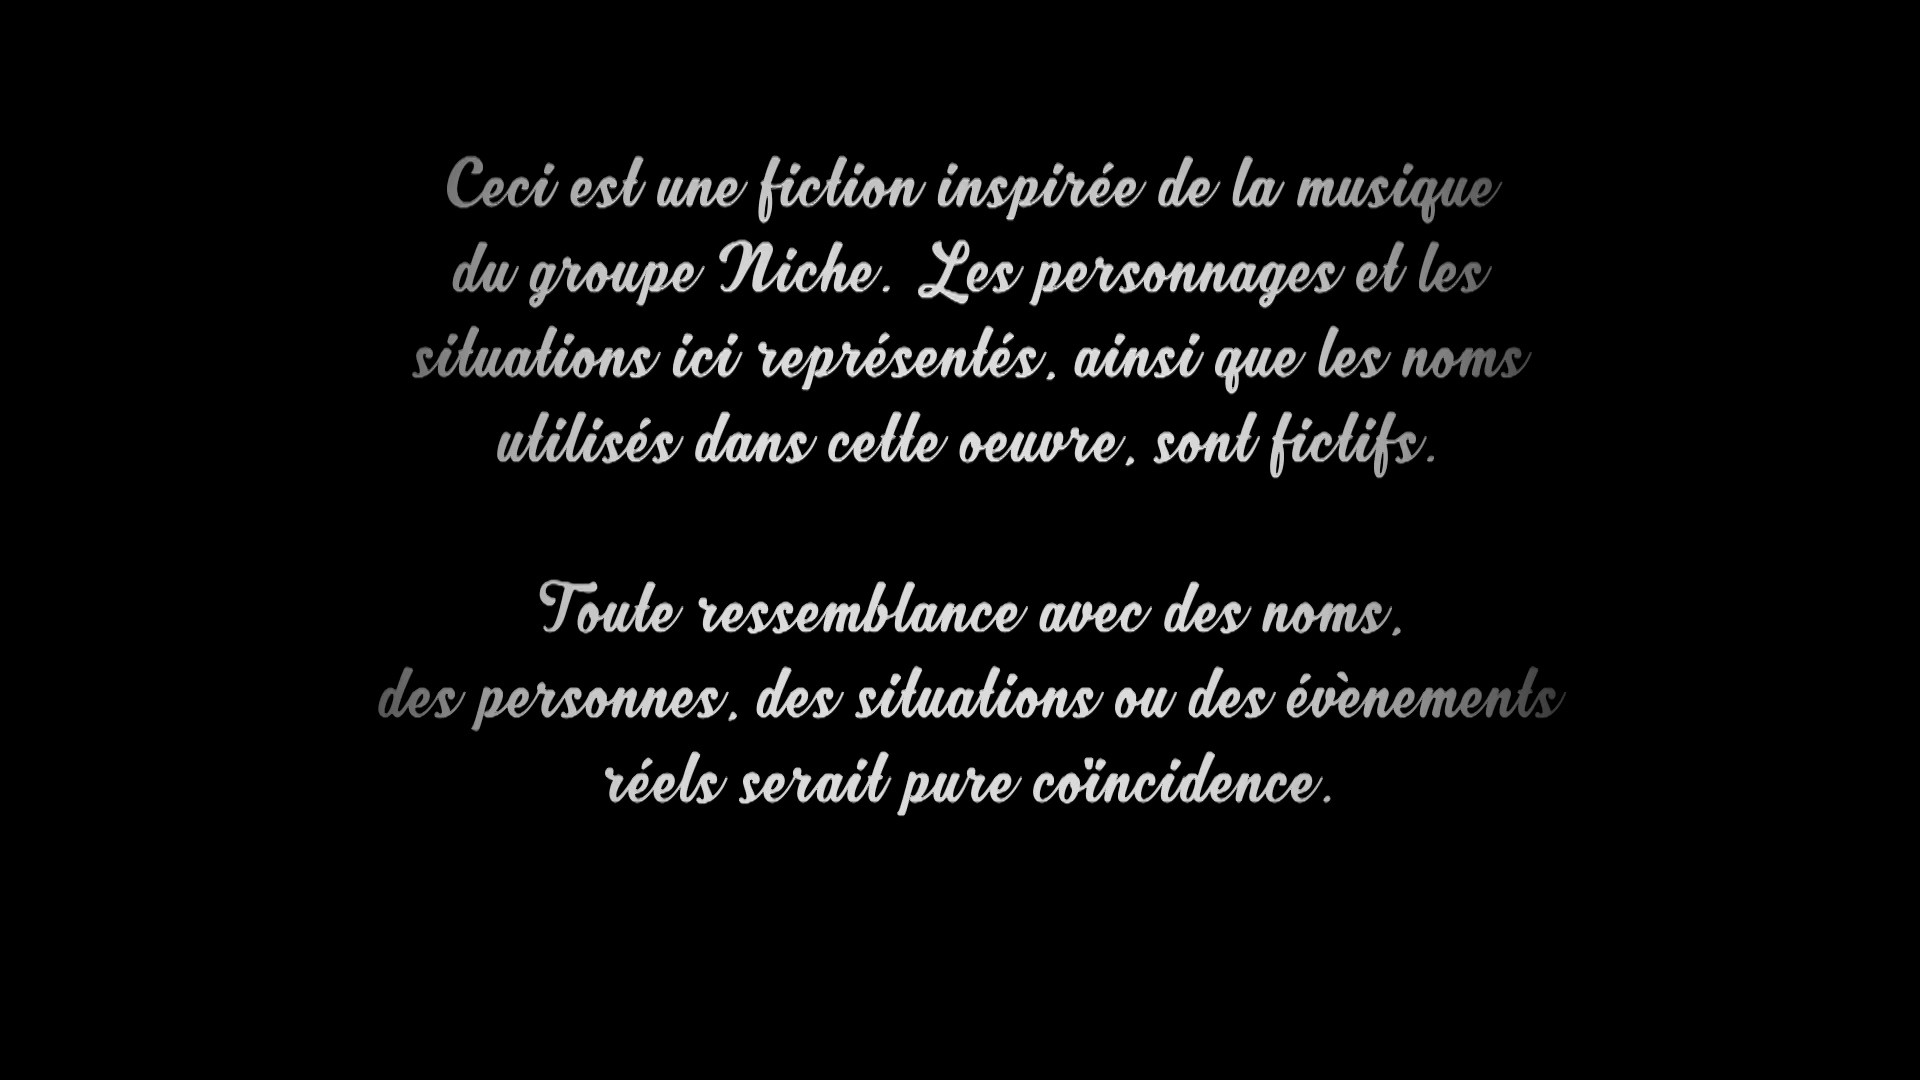 Ceci est une fiction inspirée de la musique
du groupe Niche. Les personnages et les
situations ici représentés, ainsi que les noms
utilisés dans cette oeuvre, sont fictifs.
Toute ressemblance avec des noms,
des personnes, des situations ou des évènements
réels serait pure coïncidence.